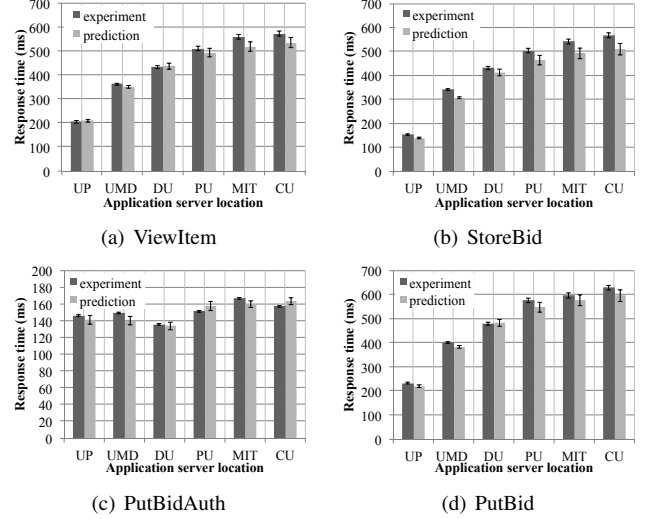 700
600
500
400
300
200
100
0
Response time (ms)
experiment
prediction
UP UMD DU PU MIT CU
Application server location
(a) ViewItem
700
600
500
400
300
200
100
0
Response time (ms)
experiment
prediction
UP UMD DU PU MIT CU
Application server location
(b) StoreBid
200
180
160
140
120
100
80
60
40
20
0
Response time (ms)
experiment
prediction
UP UMD DU PU MIT CU
Application server location
(c) PutBidAuth
700
600
500
400
300
200
100
0
Response time (ms)
experiment
prediction
UP UMD DU PU MIT CU
Application server location
(d) PutBid